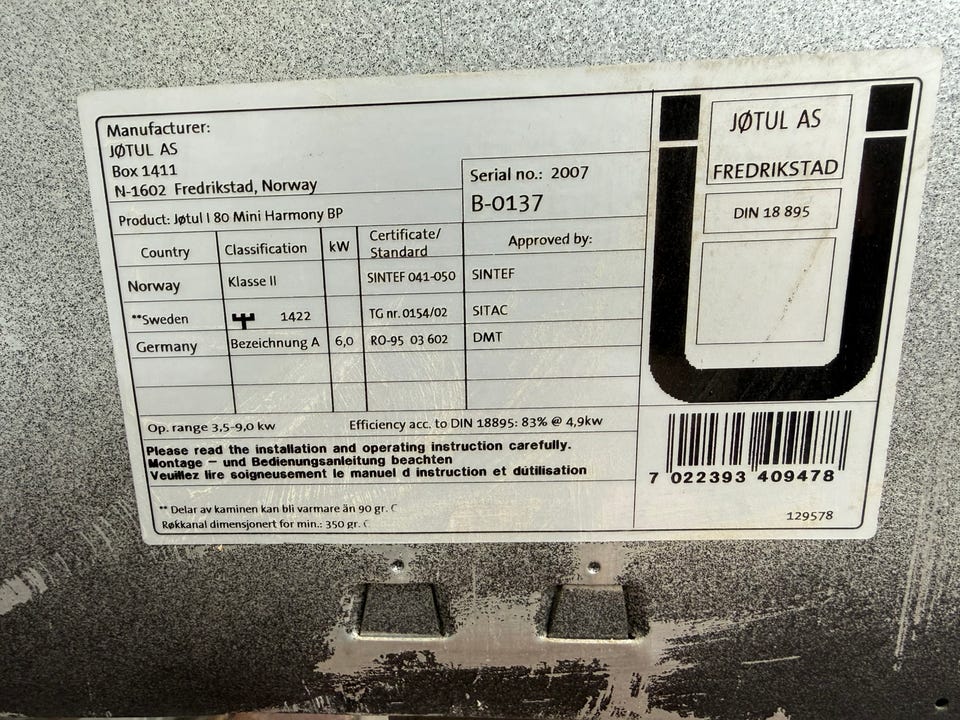 Manufacturer:
JØTUL AS
Box 1411
N-1602 Fredrikstad, Norway
Serial no.: 2007
B-0137
Product: Jøtul I 80 Mini Harmony BP
Country Classification kW Certificate/ Standard Approved by:
Norway Klasse II SINTEF 041-050 SINTEF
**Sweden 1422 TG nr. 0154/02 SITAC
Germany Bezeichnung A 6,0 RO-95 03 602 DMT
Op. range 3,5-9,0 kw Efficiency acc. to DIN 18895: 83% @ 4,9kw
Please read the installation and operating instruction carefully.
Montage - und Bedienungsanleitung beachten
Veuillez lire soigneusement le manuel d instruction et dútilisation
** Delar av kaminen kan bli varmare än 90 gr. C
Røkkanal dimensjonert for min.: 350 gr. C
JØTUL AS
FREDRIKSTAD
DIN 18 895
7 022393 409478
129578